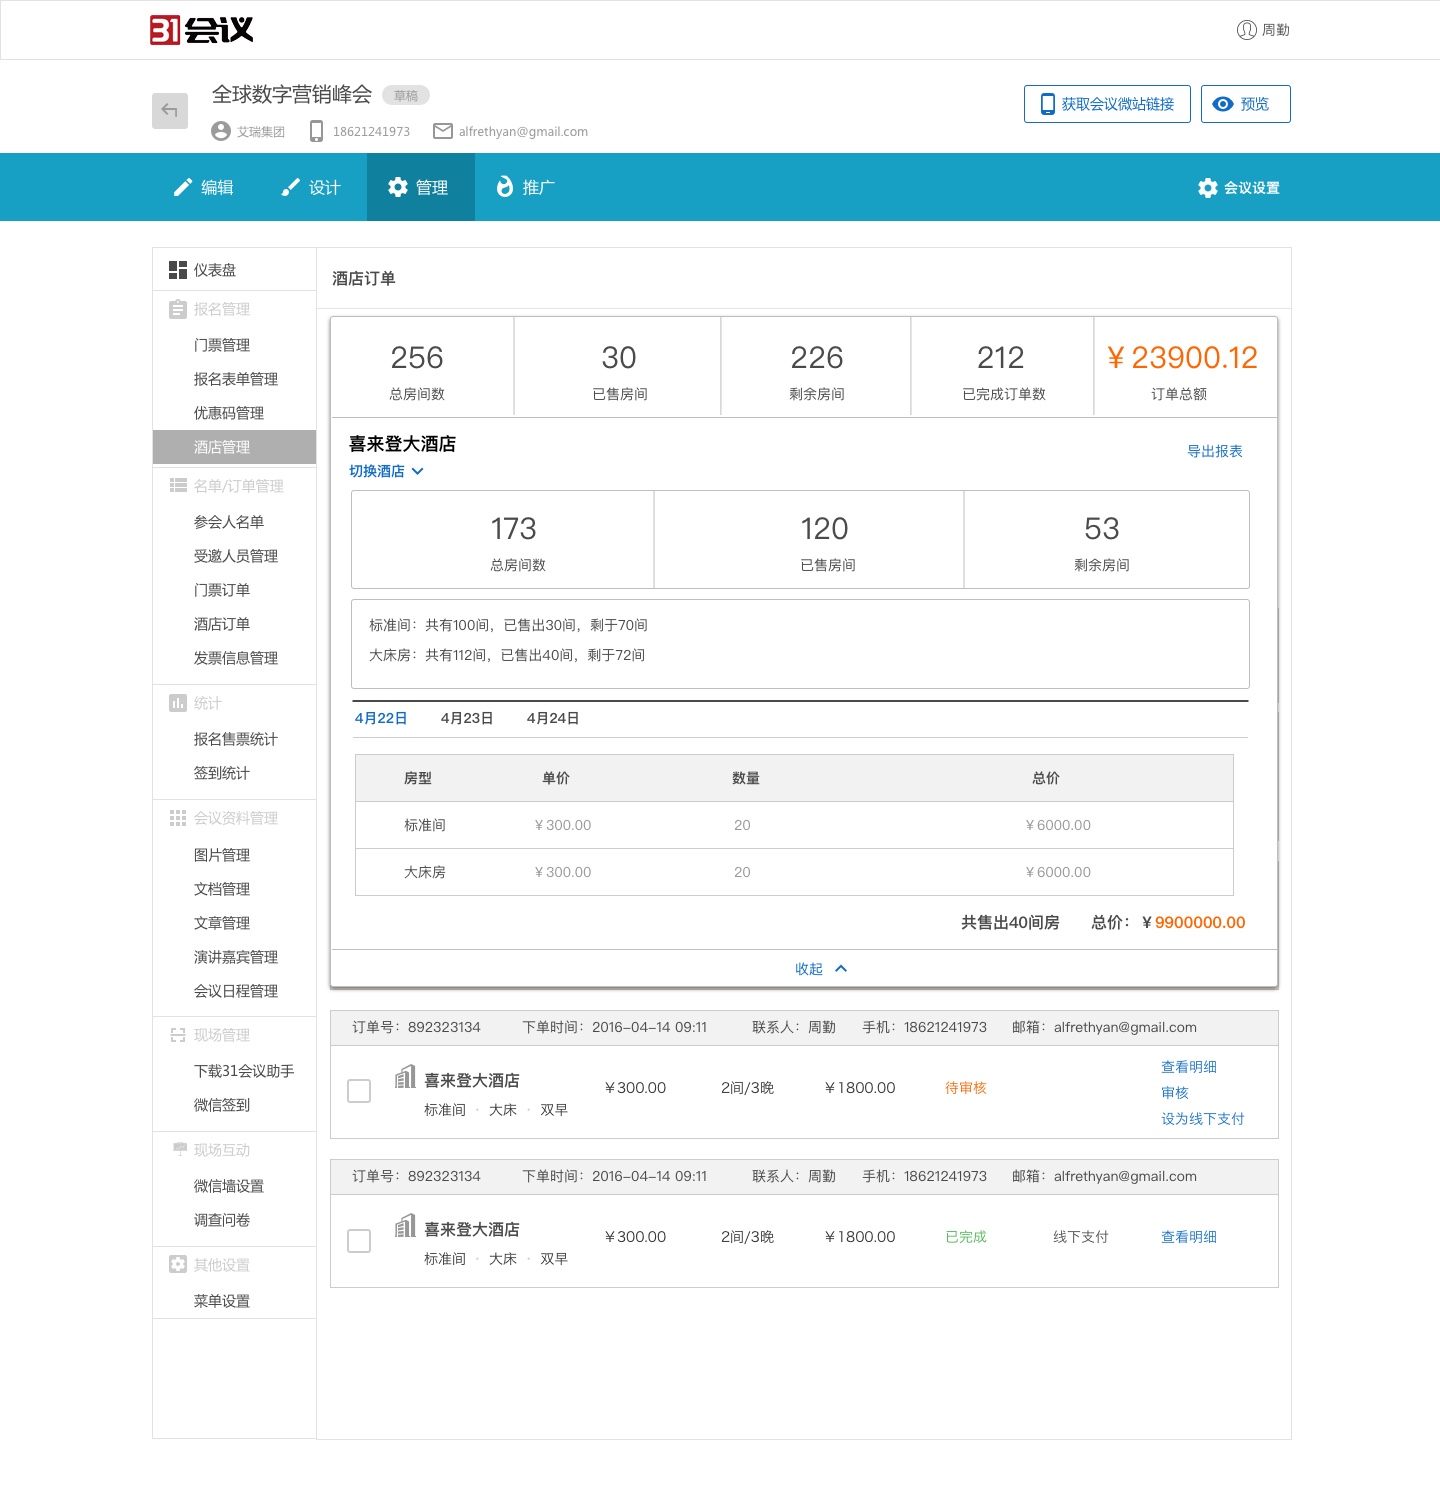 31会议
周勤
全球数字营销峰会 草稿
艾瑞集团 18621241973 alfrethyan@gmail.com
获取会议微站链接 预览
编辑 设计 管理 推广 会议设置
仪表盘
报名管理
门票管理
报名表单管理
优惠码管理
酒店管理
名单/订单管理
参会人名单
受邀人员管理
门票订单
酒店订单
发票信息管理
统计
报名售票统计
签到统计
会议资料管理
图片管理
文档管理
文章管理
演讲嘉宾管理
会议日程管理
现场管理
下载31会议助手
微信签到
现场互动
微信墙设置
调查问卷
其他设置
菜单设置
酒店订单
256 30 226 212 ¥ 23900.12
总房间数 已售房间 剩余房间 已完成订单数 订单总额
喜来登大酒店
切换酒店
导出报表
173 120 53
总房间数 已售房间 剩余房间
标准间：共有100间，已售出30间，剩于70间
大床房：共有112间，已售出40间，剩于72间
4月22日 4月23日 4月24日
房型 单价 数量 总价
标准间 ¥ 300.00 20 ¥ 6000.00
大床房 ¥ 300.00 20 ¥ 6000.00
共售出40间房 总价： ¥ 9900000.00
收起
订单号：892323134 下单时间：2016-04-14 09:11 联系人：周勤 手机：18621241973 邮箱：alfrethyan@gmail.com
喜来登大酒店
标准间 · 大床 · 双早
¥ 300.00 2间/3晚 ¥ 1800.00 待审核
查看明细
审核
设为线下支付
订单号：892323134 下单时间：2016-04-14 09:11 联系人：周勤 手机：18621241973 邮箱：alfrethyan@gmail.com
喜来登大酒店
标准间 · 大床 · 双早
¥ 300.00 2间/3晚 ¥ 1800.00 已完成 线下支付 查看明细